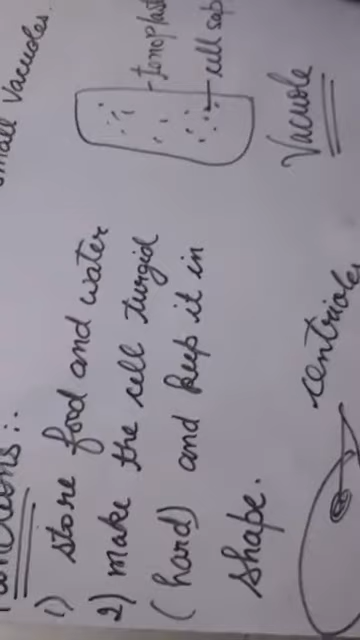 small Vacuoles.
tonoplast
cell sap
Vacuole
Functions :-
1) store food and water
2) make the cell turgid
(hard) and keep it in
shape.
centrioles